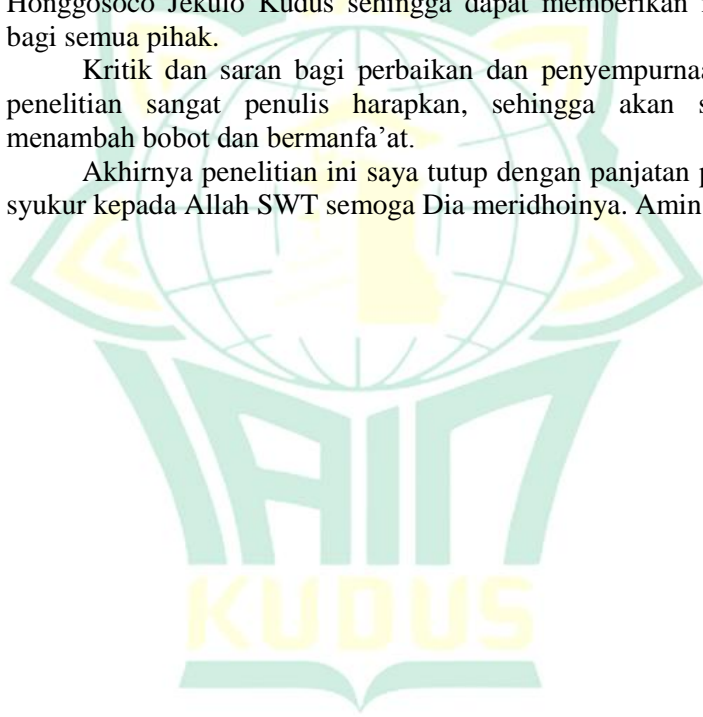 Honggosoco Jekulo Kudus sehingga dapat memberikan
bagi semua pihak.
Kritik dan saran bagi perbaikan dan penyempurnaa
penelitian sangat penulis harapkan, sehingga akan s
menambah bobot dan bermanfa’at.
Akhirnya penelitian ini saya tutup dengan panjatan p
syukur kepada Allah SWT semoga Dia meridhoinya. Amin
IAIN
KUDUS